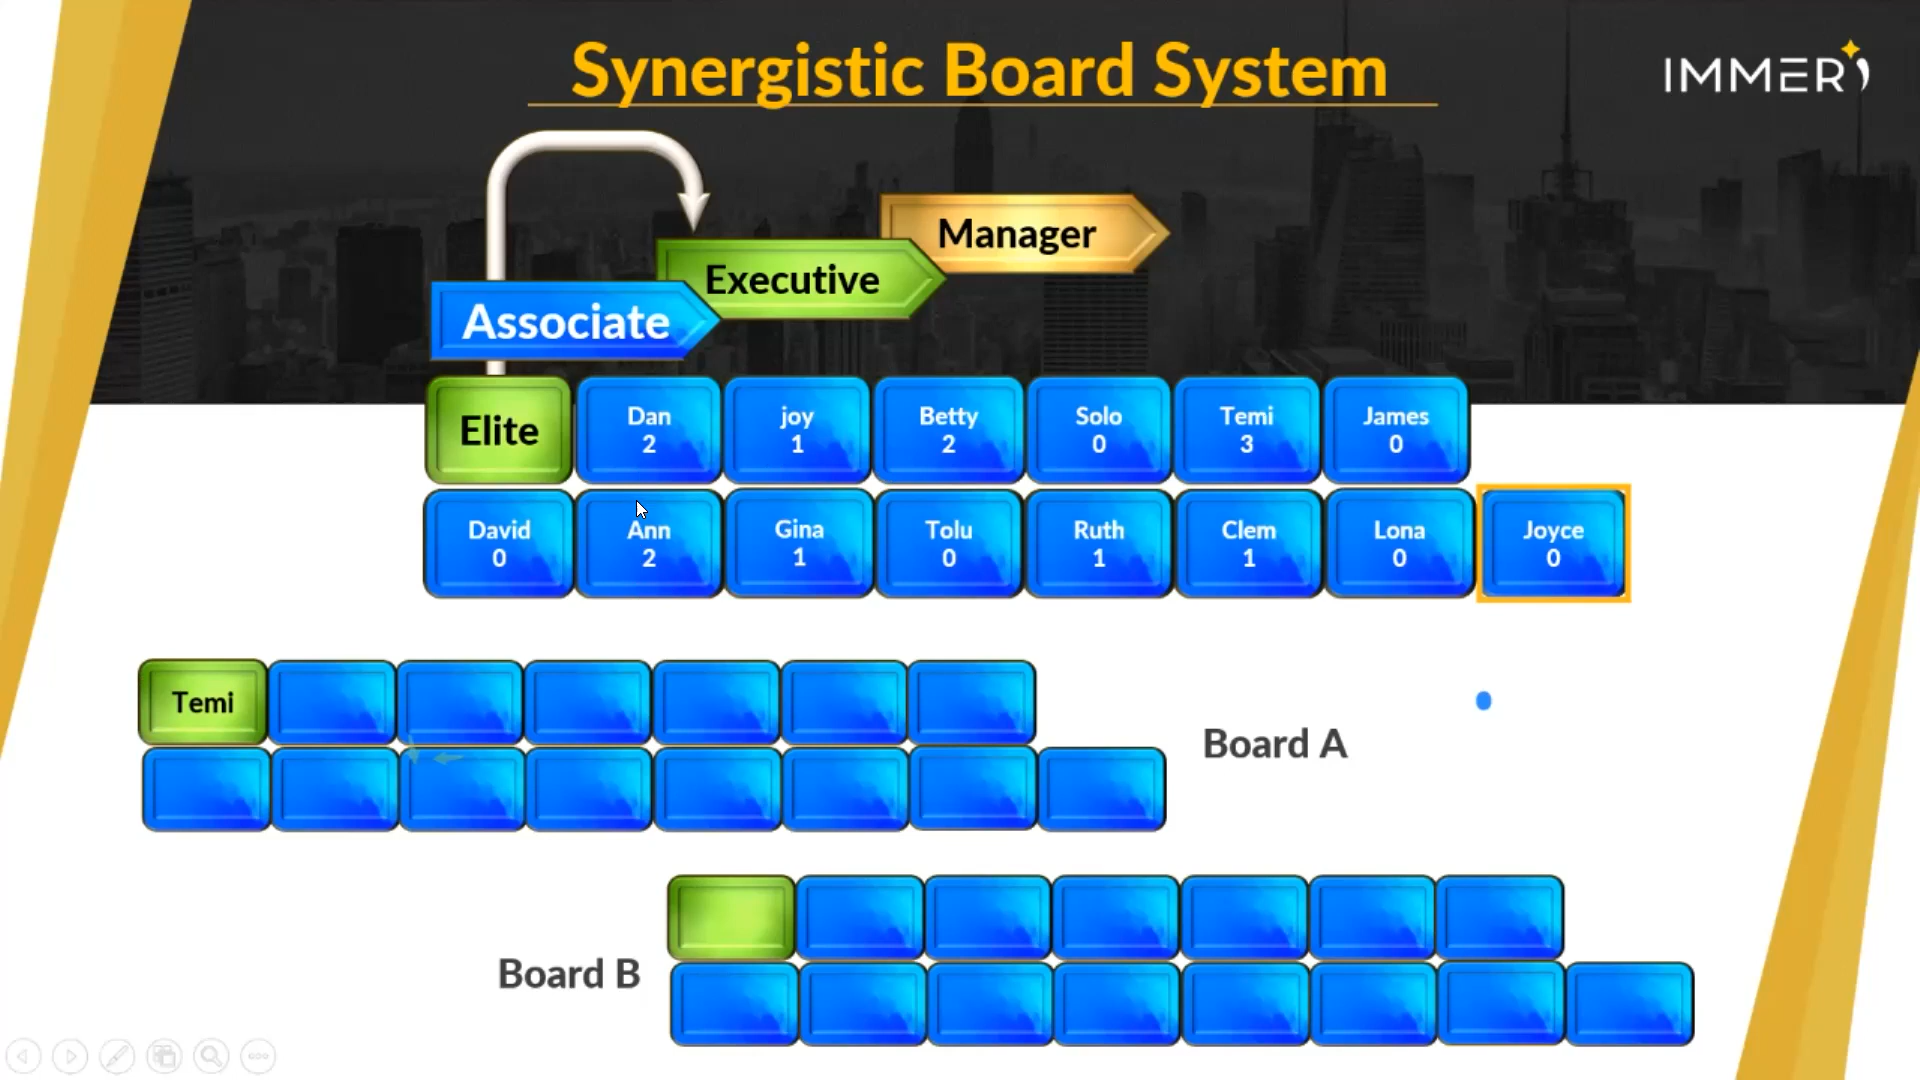 Synergistic Board System
IMMERI
Manager
Executive
Associate
Elite
Dan
2
joy
1
Betty
2
Solo
0
Temi
3
James
0
David
0
Ann
2
Gina
1
Tolu
0
Ruth
1
Clem
1
Lona
0
Joyce
0
Temi
Board A
Board B